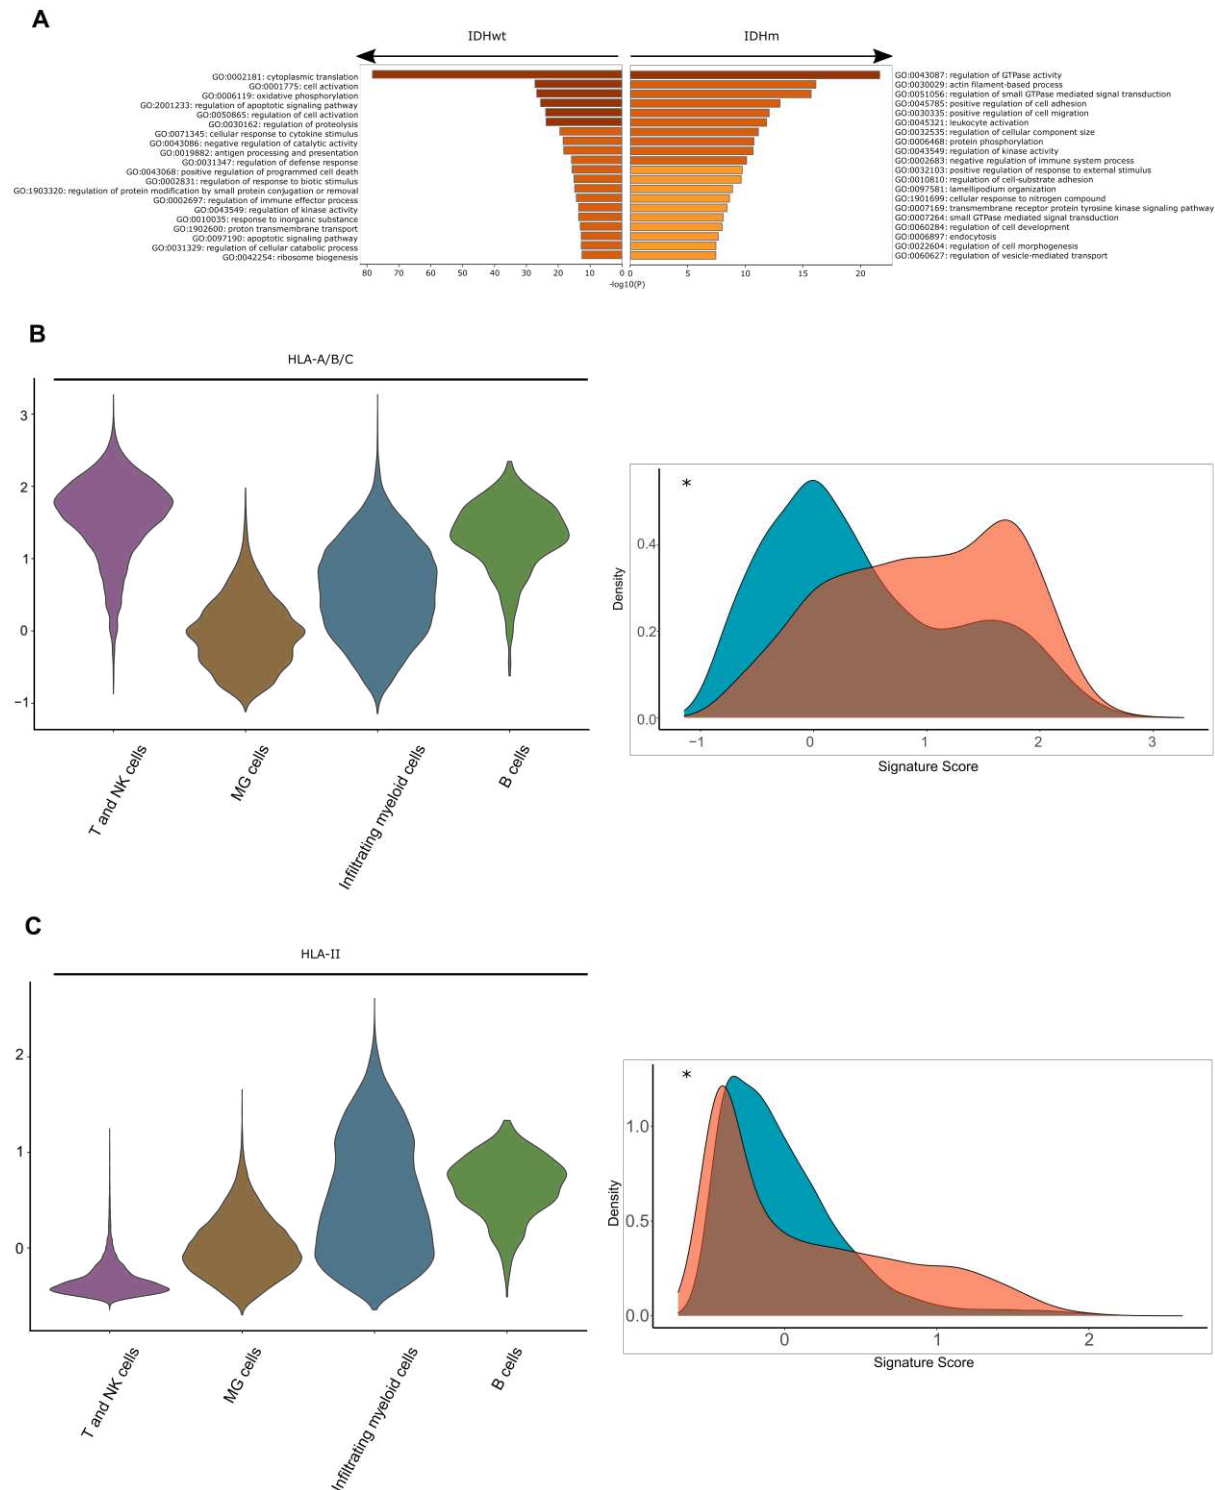 A
IDHwt
IDHm
GO:0002181: cytoplasmic translation
GO:0001775: cell activation
GO:0006119: oxidative phosphorylation
GO:2001233: regulation of apoptotic signaling pathway
GO:0050865: regulation of cell activation
GO:0030162: regulation of proteolysis
GO:0071345: cellular response to cytokine stimulus
GO:0043086: negative regulation of catalytic activity
GO:0019882: antigen processing and presentation
GO:0031347: regulation of defense response
GO:0043068: positive regulation of programmed cell death
GO:0002831: regulation of response to biotic stimulus
GO:1903320: regulation of protein modification by small protein conjugation or removal
GO:0002697: regulation of immune effector process
GO:0043549: regulation of kinase activity
GO:0010035: response to inorganic substance
GO:1902600: proton transmembrane transport
GO:0097190: apoptotic signaling pathway
GO:0031329: regulation of cellular catabolic process
GO:0042254: ribosome biogenesis
GO:0043087: regulation of GTPase activity
GO:0030029: actin filament-based process
GO:0051056: regulation of small GTPase mediated signal transduction
GO:0045785: positive regulation of cell adhesion
GO:0030335: positive regulation of cell migration
GO:0045321: leukocyte activation
GO:0032535: regulation of cellular component size
GO:0006468: protein phosphorylation
GO:0043549: regulation of kinase activity
GO:0002683: negative regulation of immune system process
GO:0032103: positive regulation of response to external stimulus
GO:0010810: regulation of cell-substrate adhesion
GO:0097581: lamellipodium organization
GO:1901699: cellular response to nitrogen compound
GO:0007169: transmembrane receptor protein tyrosine kinase signaling pathway
GO:0007264: small GTPase mediated signal transduction
GO:0060284: regulation of cell development
GO:0006897: endocytosis
GO:0022604: regulation of cell morphogenesis
GO:0060627: regulation of vesicle-mediated transport
80 70 60 50 40 30 20 10 0 0 5 10 15 20
-log10(P)
B
HLA-A/B/C
3
2
1
0
−1
T and NK cells
MG cells
Infiltrating myeloid cells
B cells
*
Density
0.4
0.2
0.0
−1 0 1 2 3
Signature Score
C
HLA-II
2
1
0
T and NK cells
MG cells
Infiltrating myeloid cells
B cells
*
Density
1.0
0.5
0.0
0 1 2
Signature Score